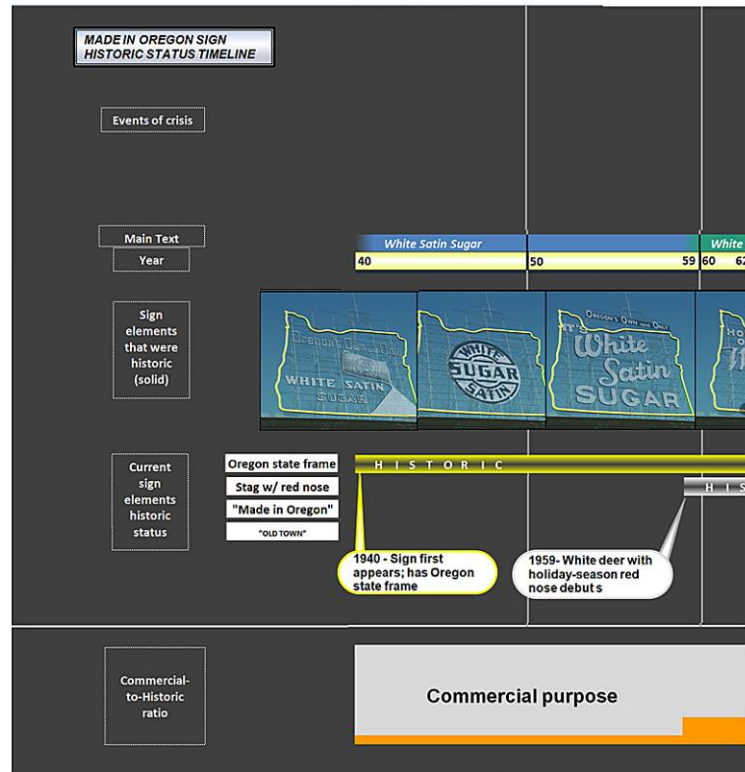 MADE IN OREGON SIGN
HISTORIC STATUS TIMELINE
Events of crisis
Main Text
White Satin Sugar
White
Year
40
50
59
60
62
Sign
elements
that were
historic
(solid)
WHITE SATIN
SUGAR
WHITE
SUGAR
SATIN
OREGON'S OWN AND ONLY
IT'S
White
Satin
SUGAR
Current
sign
elements
historic
status
Oregon state frame
HISTORIC
Stag w/ red nose
HIS
"Made in Oregon"
"OLD TOWN"
1940 - Sign first
appears; has Oregon
state frame
1959- White deer with
holiday-season red
nose debuts
Commercial-
to-Historic
ratio
Commercial purpose